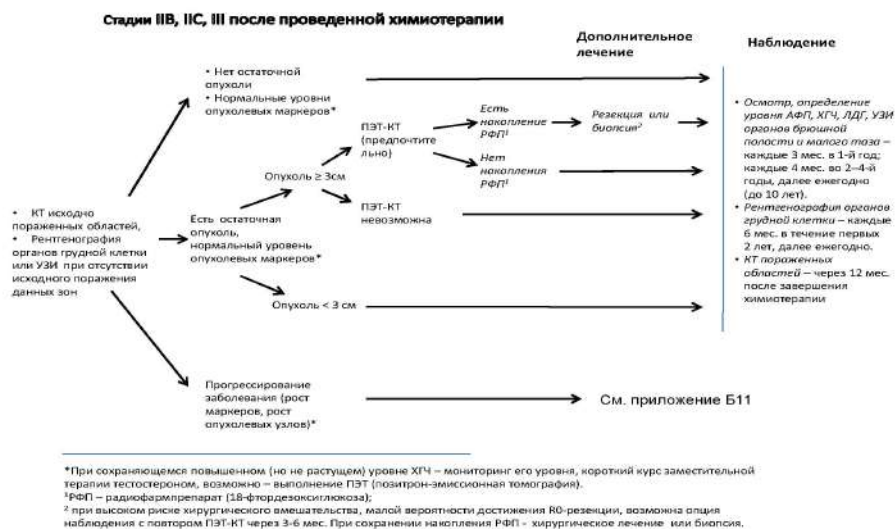 Стадии IIB, IIC, III после проведенной химиотерапии
Дополнительное
лечение
Наблюдение
• КТ исходно
пораженных областей,
• Рентгенография
органов грудной клетки
или УЗИ при отсутствии
исходного поражения
данных зон
• Нет остаточной
опухоли
• Нормальные уровни
опухолевых маркеров*
Есть остаточная
опухоль,
нормальный уровень
опухолевых маркеров*
Опухоль ≥ 3см
ПЭТ-КТ
(предпочтите
льно)
Есть
накопление
РФП¹
Резекция или
биопсия²
Нет
накопления
РФП¹
ПЭТ-КТ
невозможна
Опухоль < 3 см
Прогрессирование
заболевания (рост
маркеров, рост
опухолевых узлов)*
См. приложение Б11
• Осмотр, определение
уровня АФП, ХГЧ, ЛДГ, УЗИ
органов брюшной
полости и малого таза –
каждые 3 мес. в 1-й год;
каждые 4 мес. во 2–4-й
годы, далее ежегодно
(до 10 лет).
• Рентгенография органов
грудной клетки – каждые
6 мес. в течение первых
2 лет, далее ежегодно.
• КТ пораженных
областей – через 12 мес.
после завершения
химиотерапии
*При сохраняющемся повышенном (но не растущем) уровне ХГЧ – мониторинг его уровня, короткий курс заместительной
терапии тестостероном, возможно – выполнение ПЭТ (позитрон-эмиссионная томография).
¹РФП – радиофармпрепарат (18-фтордезоксиглюкоза);
² при высоком риске хирургического вмешательства, малой вероятности достижения R0-резекции, возможна опция
наблюдения с повтором ПЭТ-КТ через 3-6 мес. При сохранении накопления РФП - хирургическое лечение или биопсия.